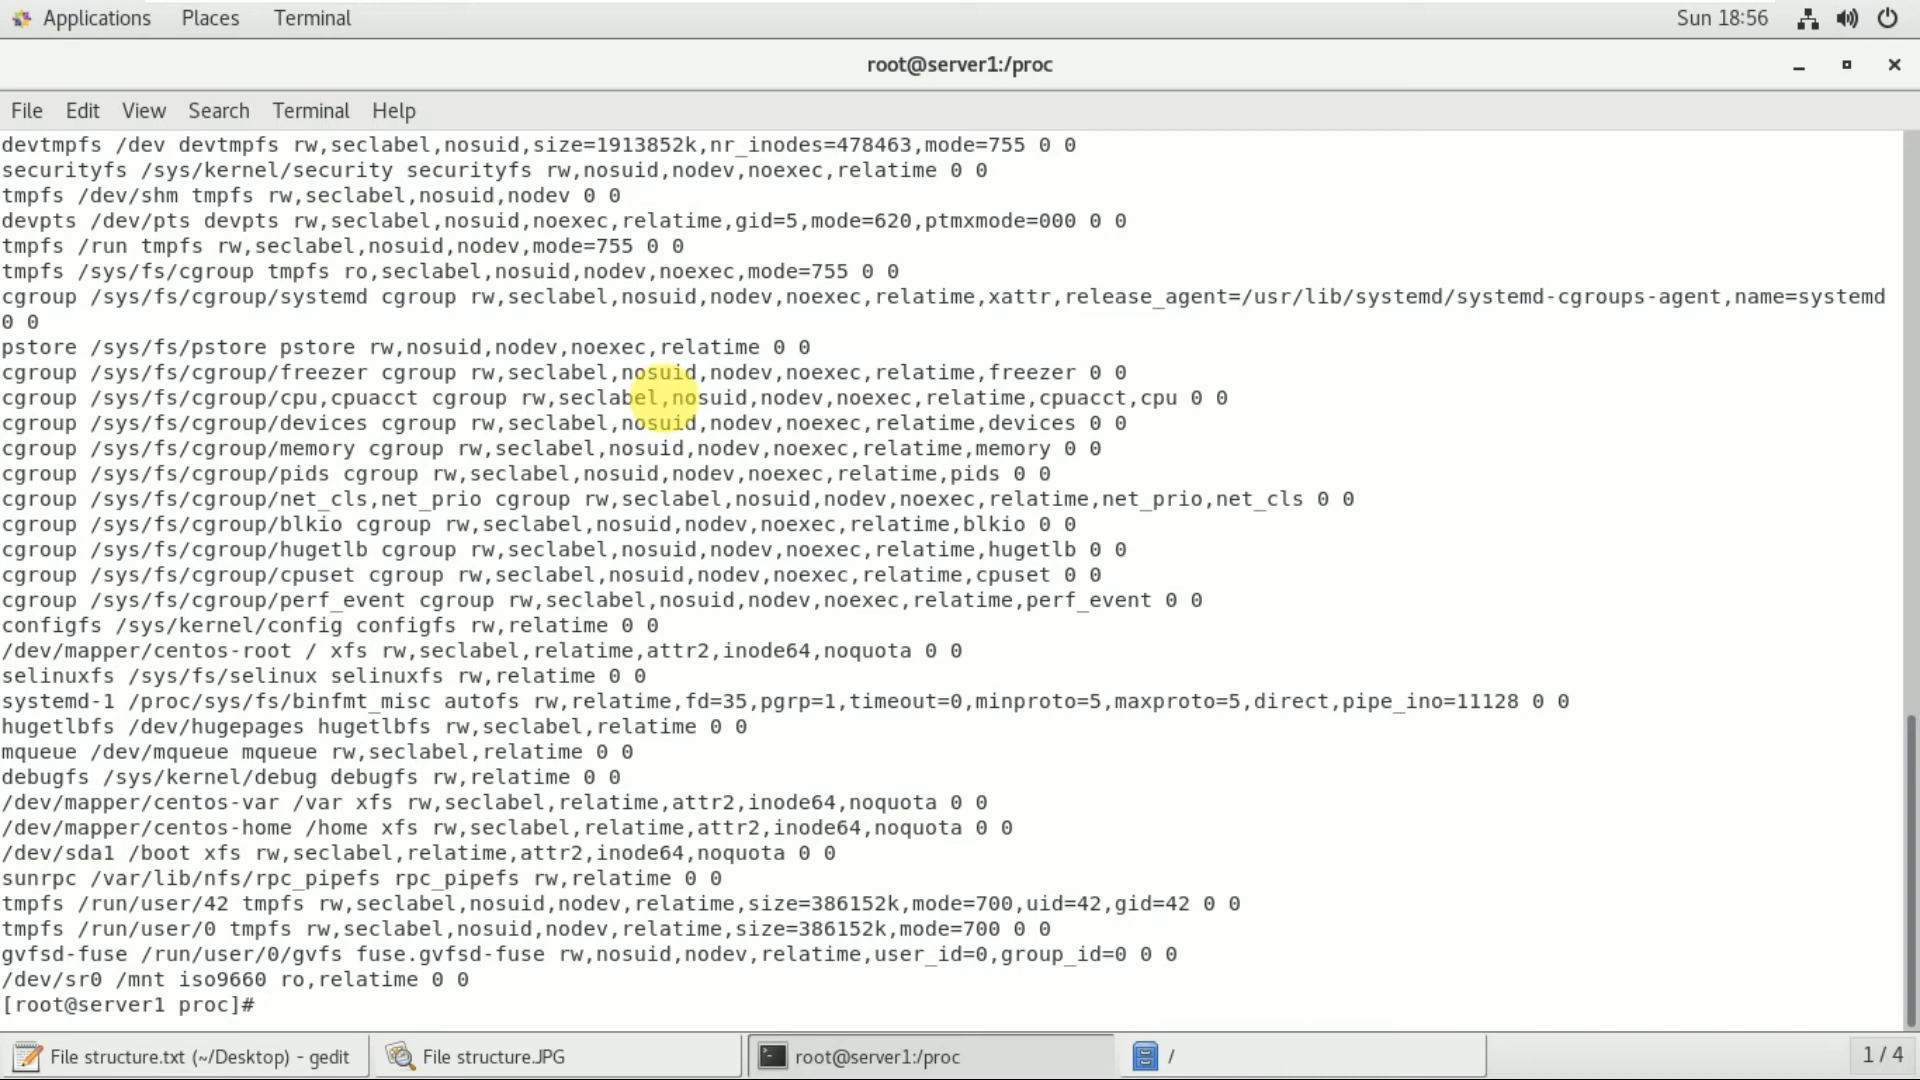 Applications Places Terminal Sun 18:56
root@server1:/proc
File Edit View Search Terminal Help
devtmpfs /dev devtmpfs rw,seclabel,nosuid,size=1913852k,nr_inodes=478463,mode=755 0 0
securityfs /sys/kernel/security securityfs rw,nosuid,nodev,noexec,relatime 0 0
tmpfs /dev/shm tmpfs rw,seclabel,nosuid,nodev 0 0
devpts /dev/pts devpts rw,seclabel,nosuid,noexec,relatime,gid=5,mode=620,ptmxmode=000 0 0
tmpfs /run tmpfs rw,seclabel,nosuid,nodev,mode=755 0 0
tmpfs /sys/fs/cgroup tmpfs ro,seclabel,nosuid,nodev,noexec,mode=755 0 0
cgroup /sys/fs/cgroup/systemd cgroup rw,seclabel,nosuid,nodev,noexec,relatime,xattr,release_agent=/usr/lib/systemd/systemd-cgroups-agent,name=systemd
0 0
pstore /sys/fs/pstore pstore rw,nosuid,nodev,noexec,relatime 0 0
cgroup /sys/fs/cgroup/freezer cgroup rw,seclabel,nosuid,nodev,noexec,relatime,freezer 0 0
cgroup /sys/fs/cgroup/cpu,cpuacct cgroup rw,seclabel,nosuid,nodev,noexec,relatime,cpuacct,cpu 0 0
cgroup /sys/fs/cgroup/devices cgroup rw,seclabel,nosuid,nodev,noexec,relatime,devices 0 0
cgroup /sys/fs/cgroup/memory cgroup rw,seclabel,nosuid,nodev,noexec,relatime,memory 0 0
cgroup /sys/fs/cgroup/pids cgroup rw,seclabel,nosuid,nodev,noexec,relatime,pids 0 0
cgroup /sys/fs/cgroup/net_cls,net_prio cgroup rw,seclabel,nosuid,nodev,noexec,relatime,net_prio,net_cls 0 0
cgroup /sys/fs/cgroup/blkio cgroup rw,seclabel,nosuid,nodev,noexec,relatime,blkio 0 0
cgroup /sys/fs/cgroup/hugetlb cgroup rw,seclabel,nosuid,nodev,noexec,relatime,hugetlb 0 0
cgroup /sys/fs/cgroup/cpuset cgroup rw,seclabel,nosuid,nodev,noexec,relatime,cpuset 0 0
cgroup /sys/fs/cgroup/perf_event cgroup rw,seclabel,nosuid,nodev,noexec,relatime,perf_event 0 0
configfs /sys/kernel/config configfs rw,relatime 0 0
/dev/mapper/centos-root / xfs rw,seclabel,relatime,attr2,inode64,noquota 0 0
selinuxfs /sys/fs/selinux selinuxfs rw,relatime 0 0
systemd-1 /proc/sys/fs/binfmt_misc autofs rw,relatime,fd=35,pgrp=1,timeout=0,minproto=5,maxproto=5,direct,pipe_ino=11128 0 0
hugetlbfs /dev/hugepages hugetlbfs rw,seclabel,relatime 0 0
mqueue /dev/mqueue mqueue rw,seclabel,relatime 0 0
debugfs /sys/kernel/debug debugfs rw,relatime 0 0
/dev/mapper/centos-var /var xfs rw,seclabel,relatime,attr2,inode64,noquota 0 0
/dev/mapper/centos-home /home xfs rw,seclabel,relatime,attr2,inode64,noquota 0 0
/dev/sda1 /boot xfs rw,seclabel,relatime,attr2,inode64,noquota 0 0
sunrpc /var/lib/nfs/rpc_pipefs rpc_pipefs rw,relatime 0 0
tmpfs /run/user/42 tmpfs rw,seclabel,nosuid,nodev,relatime,size=386152k,mode=700,uid=42,gid=42 0 0
tmpfs /run/user/0 tmpfs rw,seclabel,nosuid,nodev,relatime,size=386152k,mode=700 0 0
gvfsd-fuse /run/user/0/gvfs fuse.gvfsd-fuse rw,nosuid,nodev,relatime,user_id=0,group_id=0 0 0
/dev/sr0 /mnt iso9660 ro,relatime 0 0
[root@server1 proc]#
File structure.txt (~/Desktop) - gedit File structure.JPG root@server1:/proc / 1 / 4